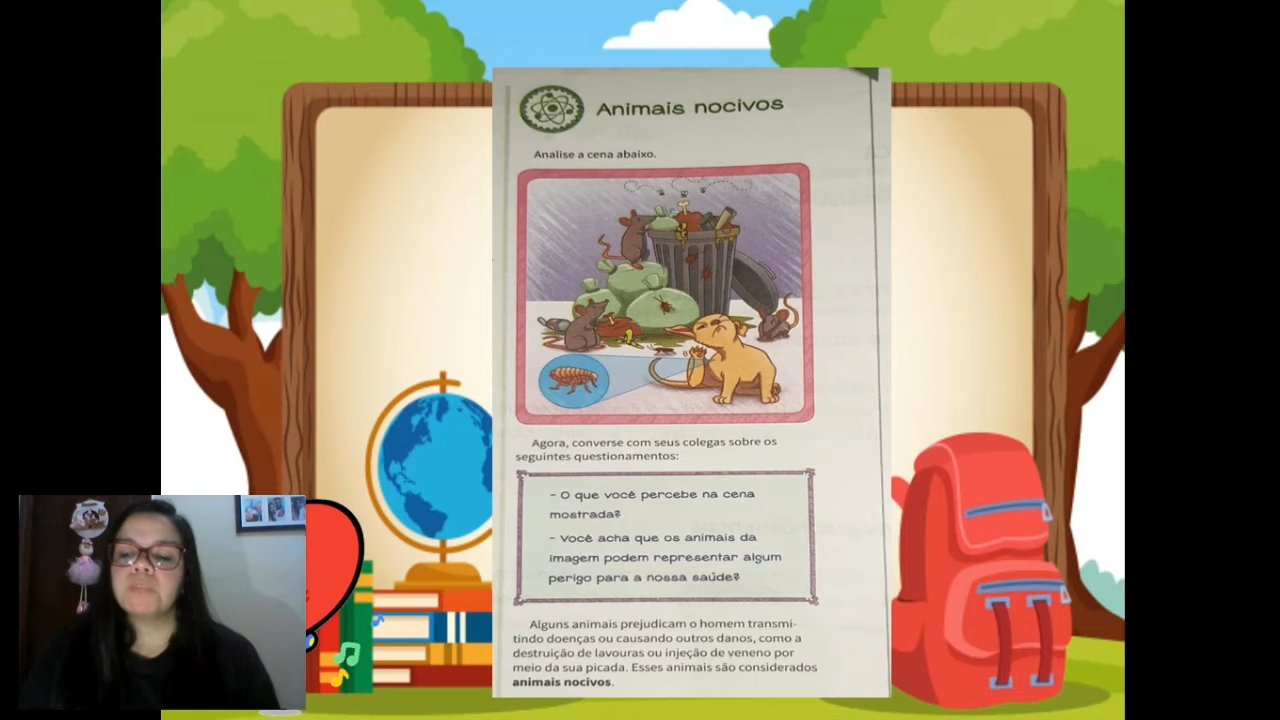 Animais nocivos
Analise a cena abaixo.
Agora, converse com seus colegas sobre os
seguintes questionamentos:
- O que você percebe na cena
mostrada?
- Você acha que os animais da
imagem podem representar algum
perigo para a nossa saúde?
Alguns animais prejudicam o homem transmi-
tindo doenças ou causando outros danos, como a
destruição de lavouras ou injeção de veneno por
meio da sua picada. Esses animais são considerados
animais nocivos.